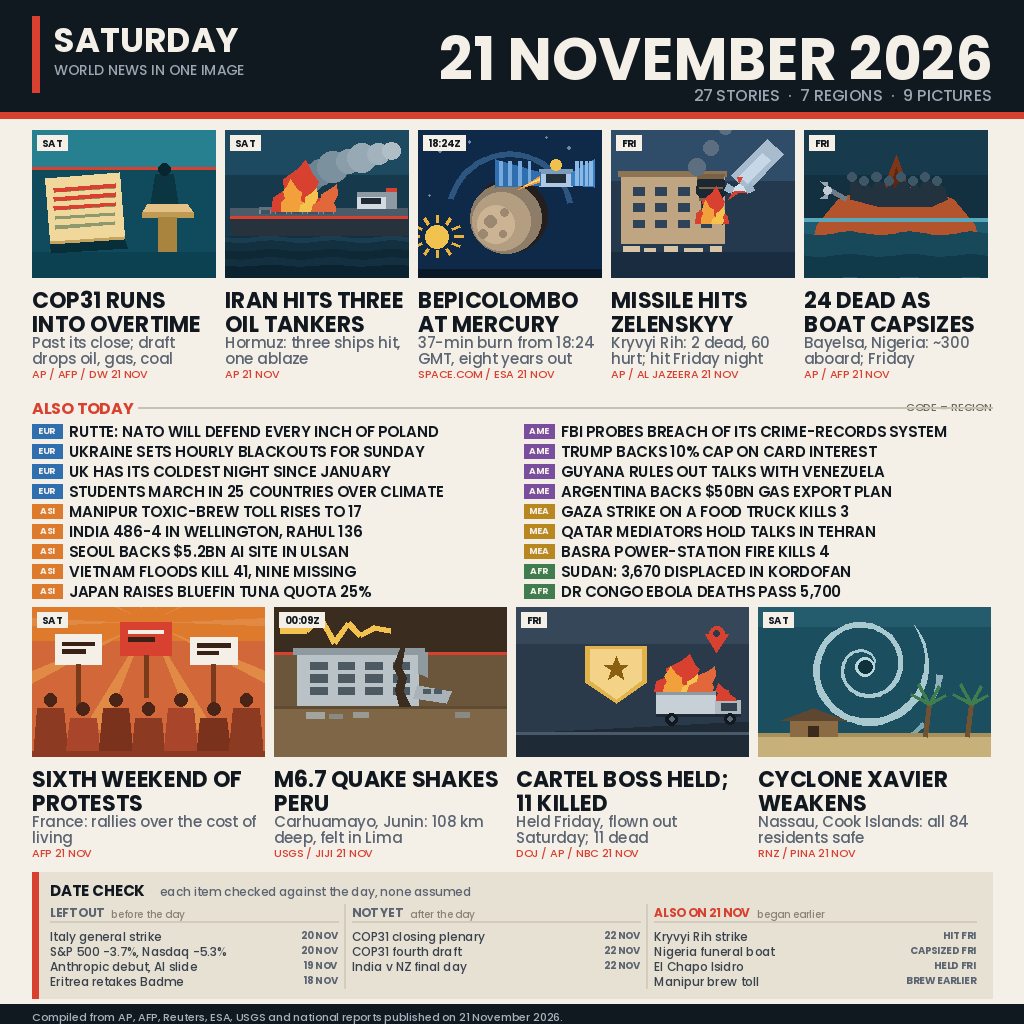 SATURDAY
WORLD NEWS IN ONE IMAGE
21 NOVEMBER 2026
27 STORIES · 7 REGIONS · 9 PICTURES
SAT
SAT
18:24Z
FRI
FRI
COP31 RUNS
INTO OVERTIME
Past its close; draft
drops oil, gas, coal
AP / AFP / DW 21 NOV
IRAN HITS THREE
OIL TANKERS
Hormuz: three ships hit,
one ablaze
AP 21 NOV
BEPICOLOMBO
AT MERCURY
37-min burn from 18:24
GMT, eight years out
SPACE.COM / ESA 21 NOV
MISSILE HITS
ZELENSKYY
Kryvyi Rih: 2 dead, 60
hurt; hit Friday night
AP / AL JAZEERA 21 NOV
24 DEAD AS
BOAT CAPSIZES
Bayelsa, Nigeria: ~300
aboard; Friday
AP / AFP 21 NOV
ALSO TODAY
CODE = REGION
EUR RUTTE: NATO WILL DEFEND EVERY INCH OF POLAND
EUR UKRAINE SETS HOURLY BLACKOUTS FOR SUNDAY
EUR UK HAS ITS COLDEST NIGHT SINCE JANUARY
EUR STUDENTS MARCH IN 25 COUNTRIES OVER CLIMATE
ASI MANIPUR TOXIC-BREW TOLL RISES TO 17
ASI INDIA 486-4 IN WELLINGTON, RAHUL 136
ASI SEOUL BACKS $5.2BN AI SITE IN ULSAN
ASI VIETNAM FLOODS KILL 41, NINE MISSING
ASI JAPAN RAISES BLUEFIN TUNA QUOTA 25%
AME FBI PROBES BREACH OF ITS CRIME-RECORDS SYSTEM
AME TRUMP BACKS 10% CAP ON CARD INTEREST
AME GUYANA RULES OUT TALKS WITH VENEZUELA
AME ARGENTINA BACKS $50BN GAS EXPORT PLAN
MEA GAZA STRIKE ON A FOOD TRUCK KILLS 3
MEA QATAR MEDIATORS HOLD TALKS IN TEHRAN
MEA BASRA POWER-STATION FIRE KILLS 4
AFR SUDAN: 3,670 DISPLACED IN KORDOFAN
AFR DR CONGO EBOLA DEATHS PASS 5,700
SAT
00:09Z
FRI
SAT
SIXTH WEEKEND OF
PROTESTS
France: rallies over the cost of
living
AFP 21 NOV
M6.7 QUAKE SHAKES
PERU
Carhuamayo, Junin: 108 km
deep, felt in Lima
USGS / JIJI 21 NOV
CARTEL BOSS HELD;
11 KILLED
Held Friday, flown out
Saturday; 11 dead
DOJ / AP / NBC 21 NOV
CYCLONE XAVIER
WEAKENS
Nassau, Cook Islands: all 84
residents safe
RNZ / PINA 21 NOV
DATE CHECK each item checked against the day, none assumed
LEFT OUT before the day
Italy general strike 20 NOV
S&P 500 -3.7%, Nasdaq -5.3% 20 NOV
Anthropic debut, AI slide 19 NOV
Eritrea retakes Badme 18 NOV
NOT YET after the day
COP31 closing plenary 22 NOV
COP31 fourth draft 22 NOV
India v NZ final day 22 NOV
ALSO ON 21 NOV began earlier
Kryvyi Rih strike HIT FRI
Nigeria funeral boat CAPSIZED FRI
El Chapo Isidro HELD FRI
Manipur brew toll BREW EARLIER
Compiled from AP, AFP, Reuters, ESA, USGS and national reports published on 21 November 2026.